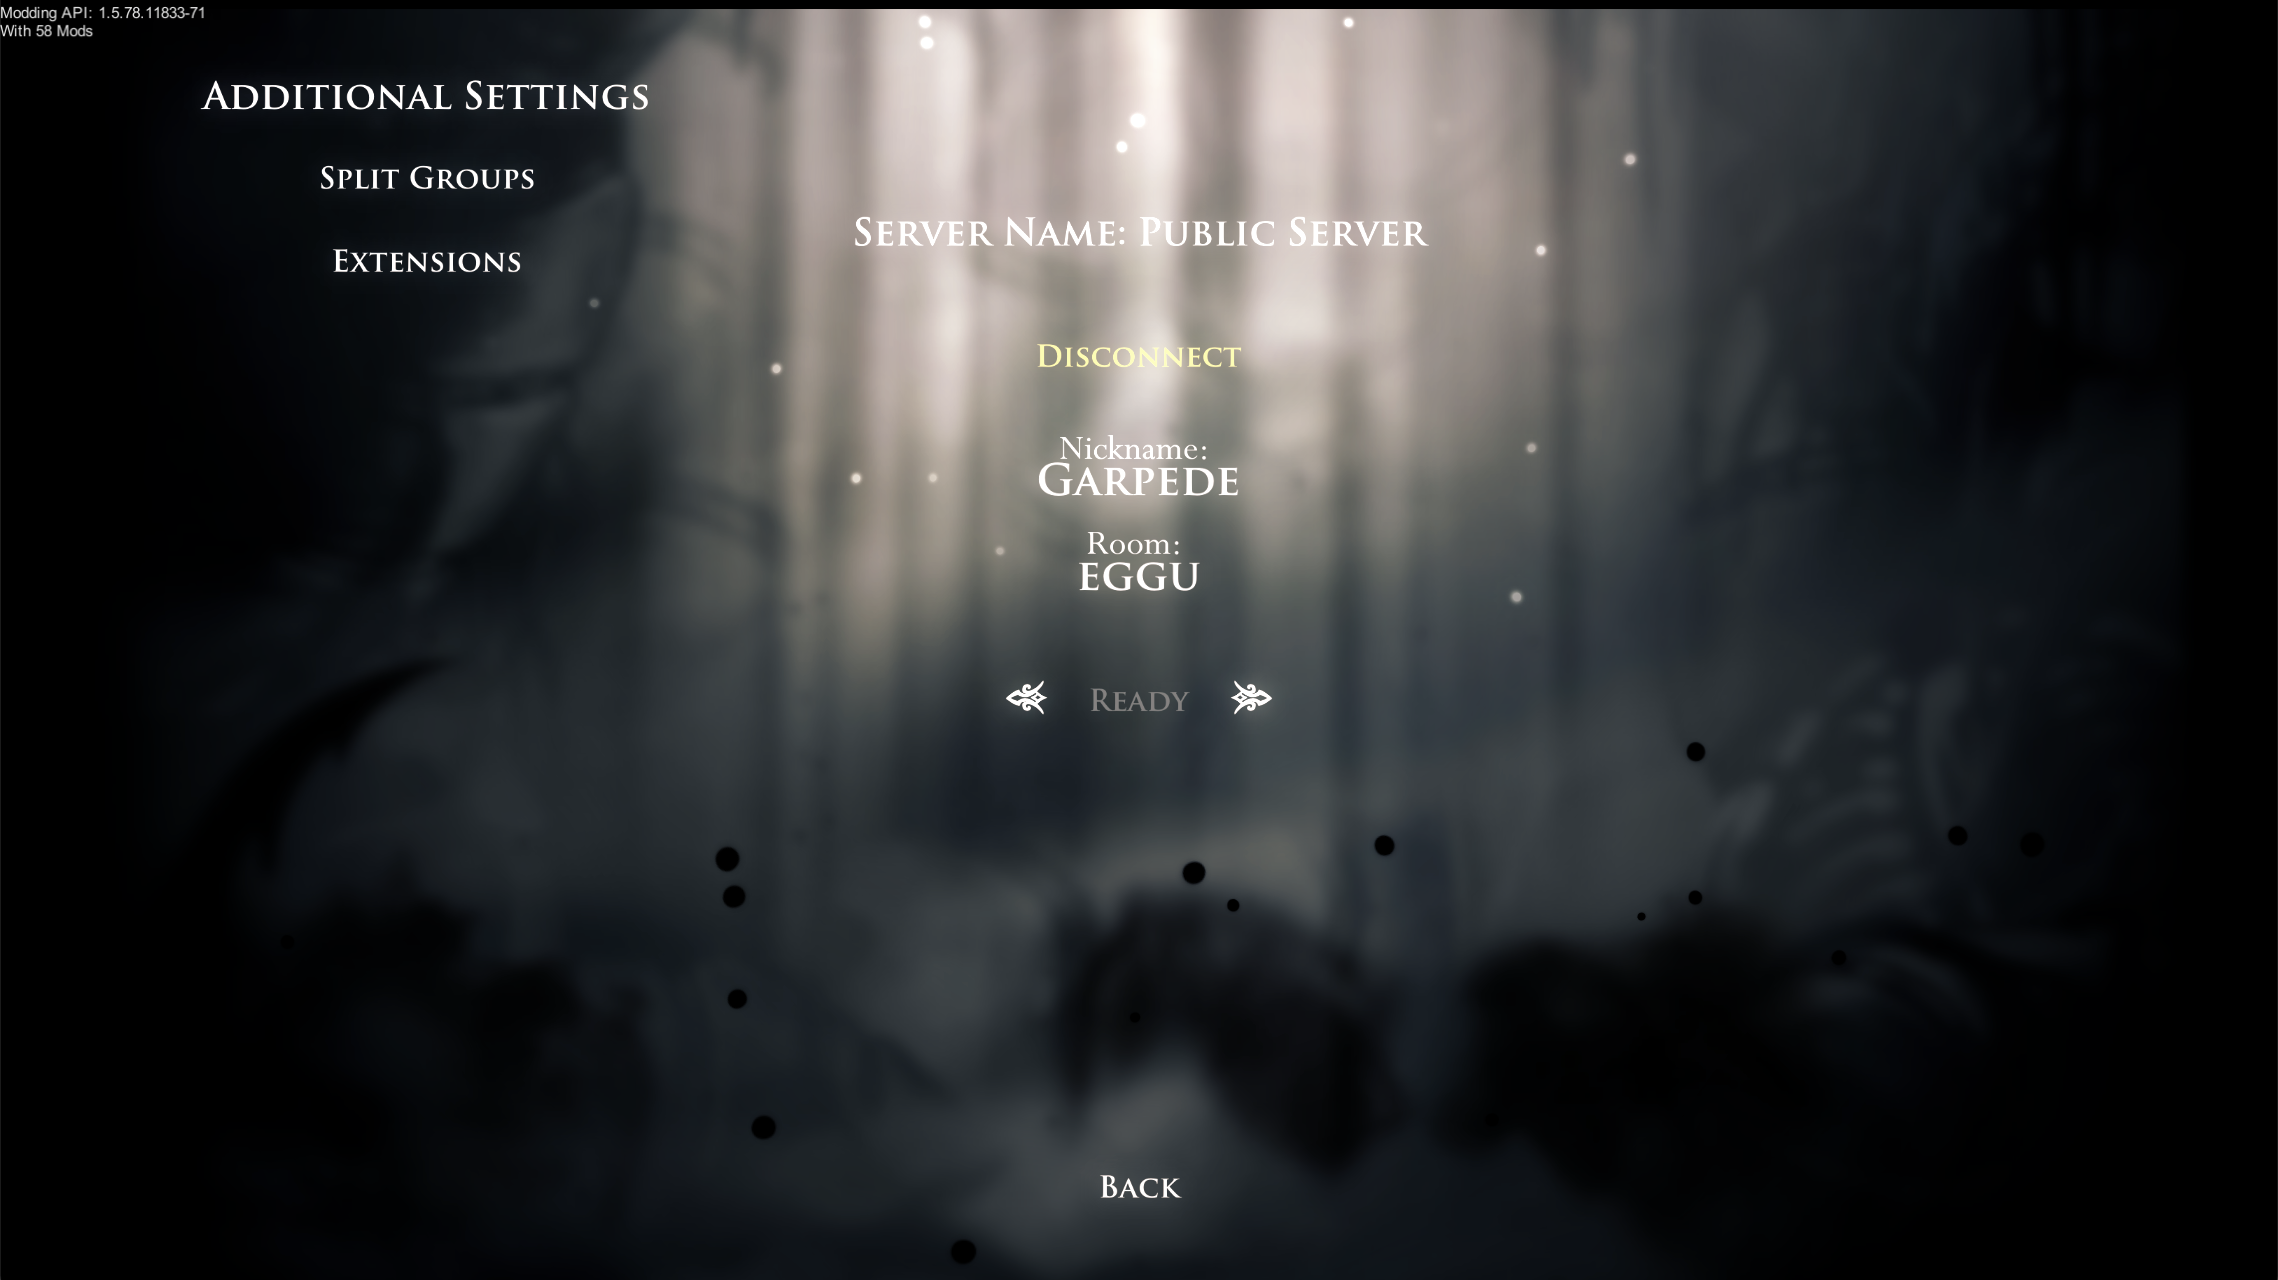 Modding API: 1.5.78.11833-71
With 58 Mods
Additional Settings
Split Groups
Extensions
Server Name: Public Server
Disconnect
Nickname:
Garpede
Room:
EGGU
Ready
Back